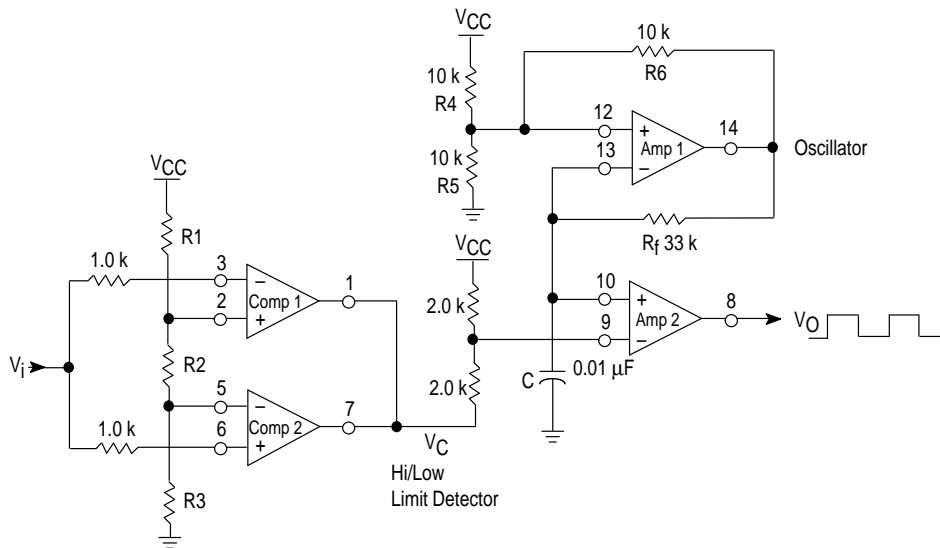 VCC
10 k
R4
10 k
R6
12
+
13
−
Amp 1
14
Oscillator
10 k
R5
Rf 33 k
VCC
R1
1.0 k
3
−
Comp 1
1
2
+
Vi
R2
5
−
Comp 2
7
6
+
1.0 k
R3
VCC
2.0 k
2.0 k
VC
Hi/Low
Limit Detector
10
+
9
−
Amp 2
8
VO
C
0.01 μF